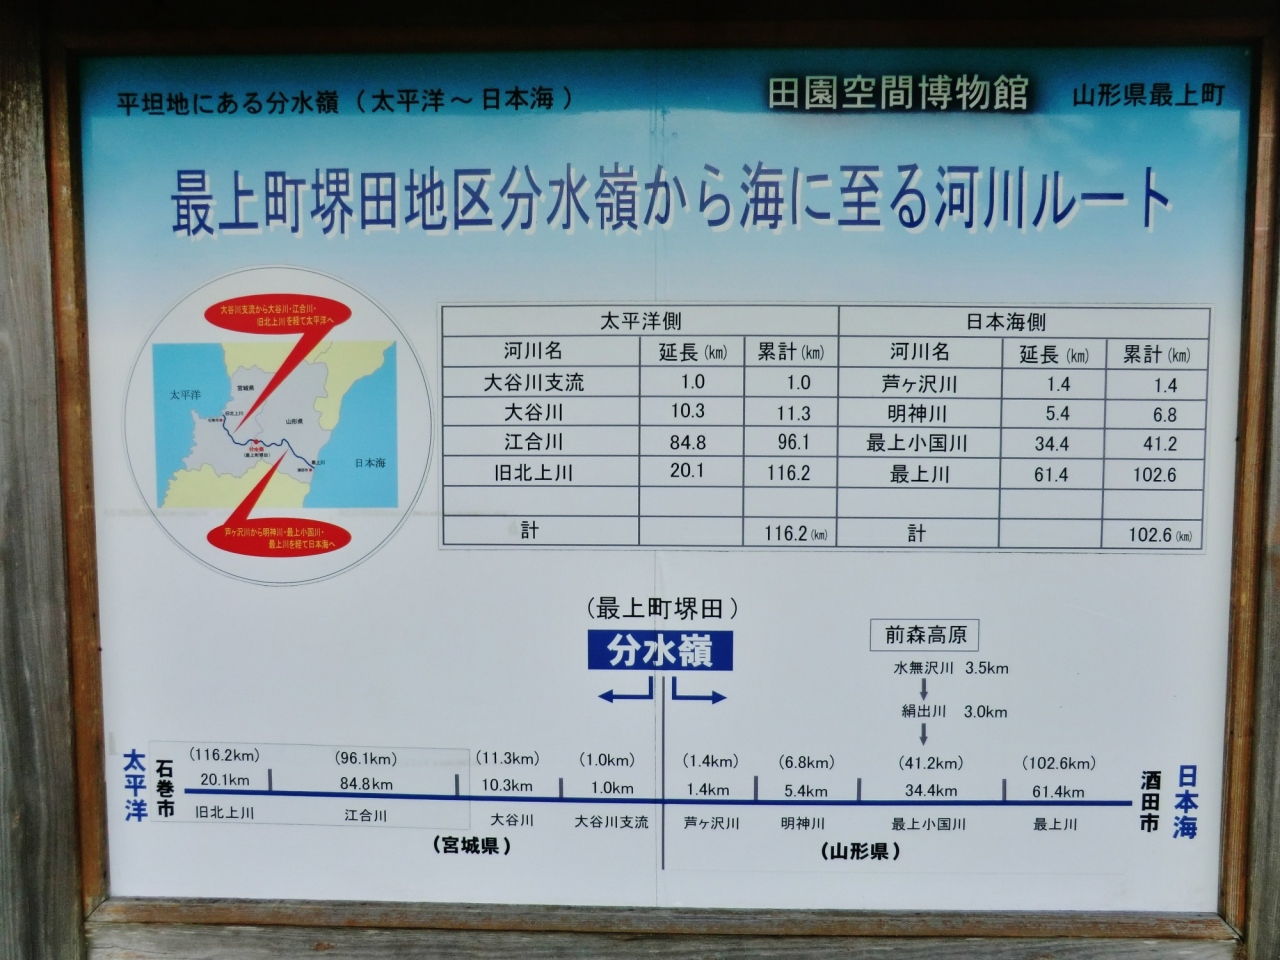 平坦地にある分水嶺（太平洋～日本海）
田園空間博物館
山形県最上町
最上町堺田地区分水嶺から海に至る河川ルート
大谷川支流から大谷川・江合川・
旧北上川を経て太平洋へ
太平洋
宮城県
旧北上川
山形県
分水嶺
(最上町堺田)
最上川
日本海
芦ヶ沢川から明神川・最上小国川・
最上川を経て日本海へ
太平洋側 日本海側
河川名 延長(km) 累計(km) 河川名 延長(km) 累計(km)
大谷川支流 1.0 1.0 芦ヶ沢川 1.4 1.4
大谷川 10.3 11.3 明神川 5.4 6.8
江合川 84.8 96.1 最上小国川 34.4 41.2
旧北上川 20.1 116.2 最上川 61.4 102.6
計 116.2(km) 計 102.6(km)
(最上町堺田)
分水嶺
前森高原
水無沢川 3.5km
絹出川 3.0km
太平洋
石巻市
(116.2km) (96.1km) (11.3km) (1.0km) (1.4km) (6.8km) (41.2km) (102.6km)
20.1km 84.8km 10.3km 1.0km 1.4km 5.4km 34.4km 61.4km
旧北上川 江合川 大谷川 大谷川支流 芦ヶ沢川 明神川 最上小国川 最上川
酒田市
日本海
(宮城県) (山形県)